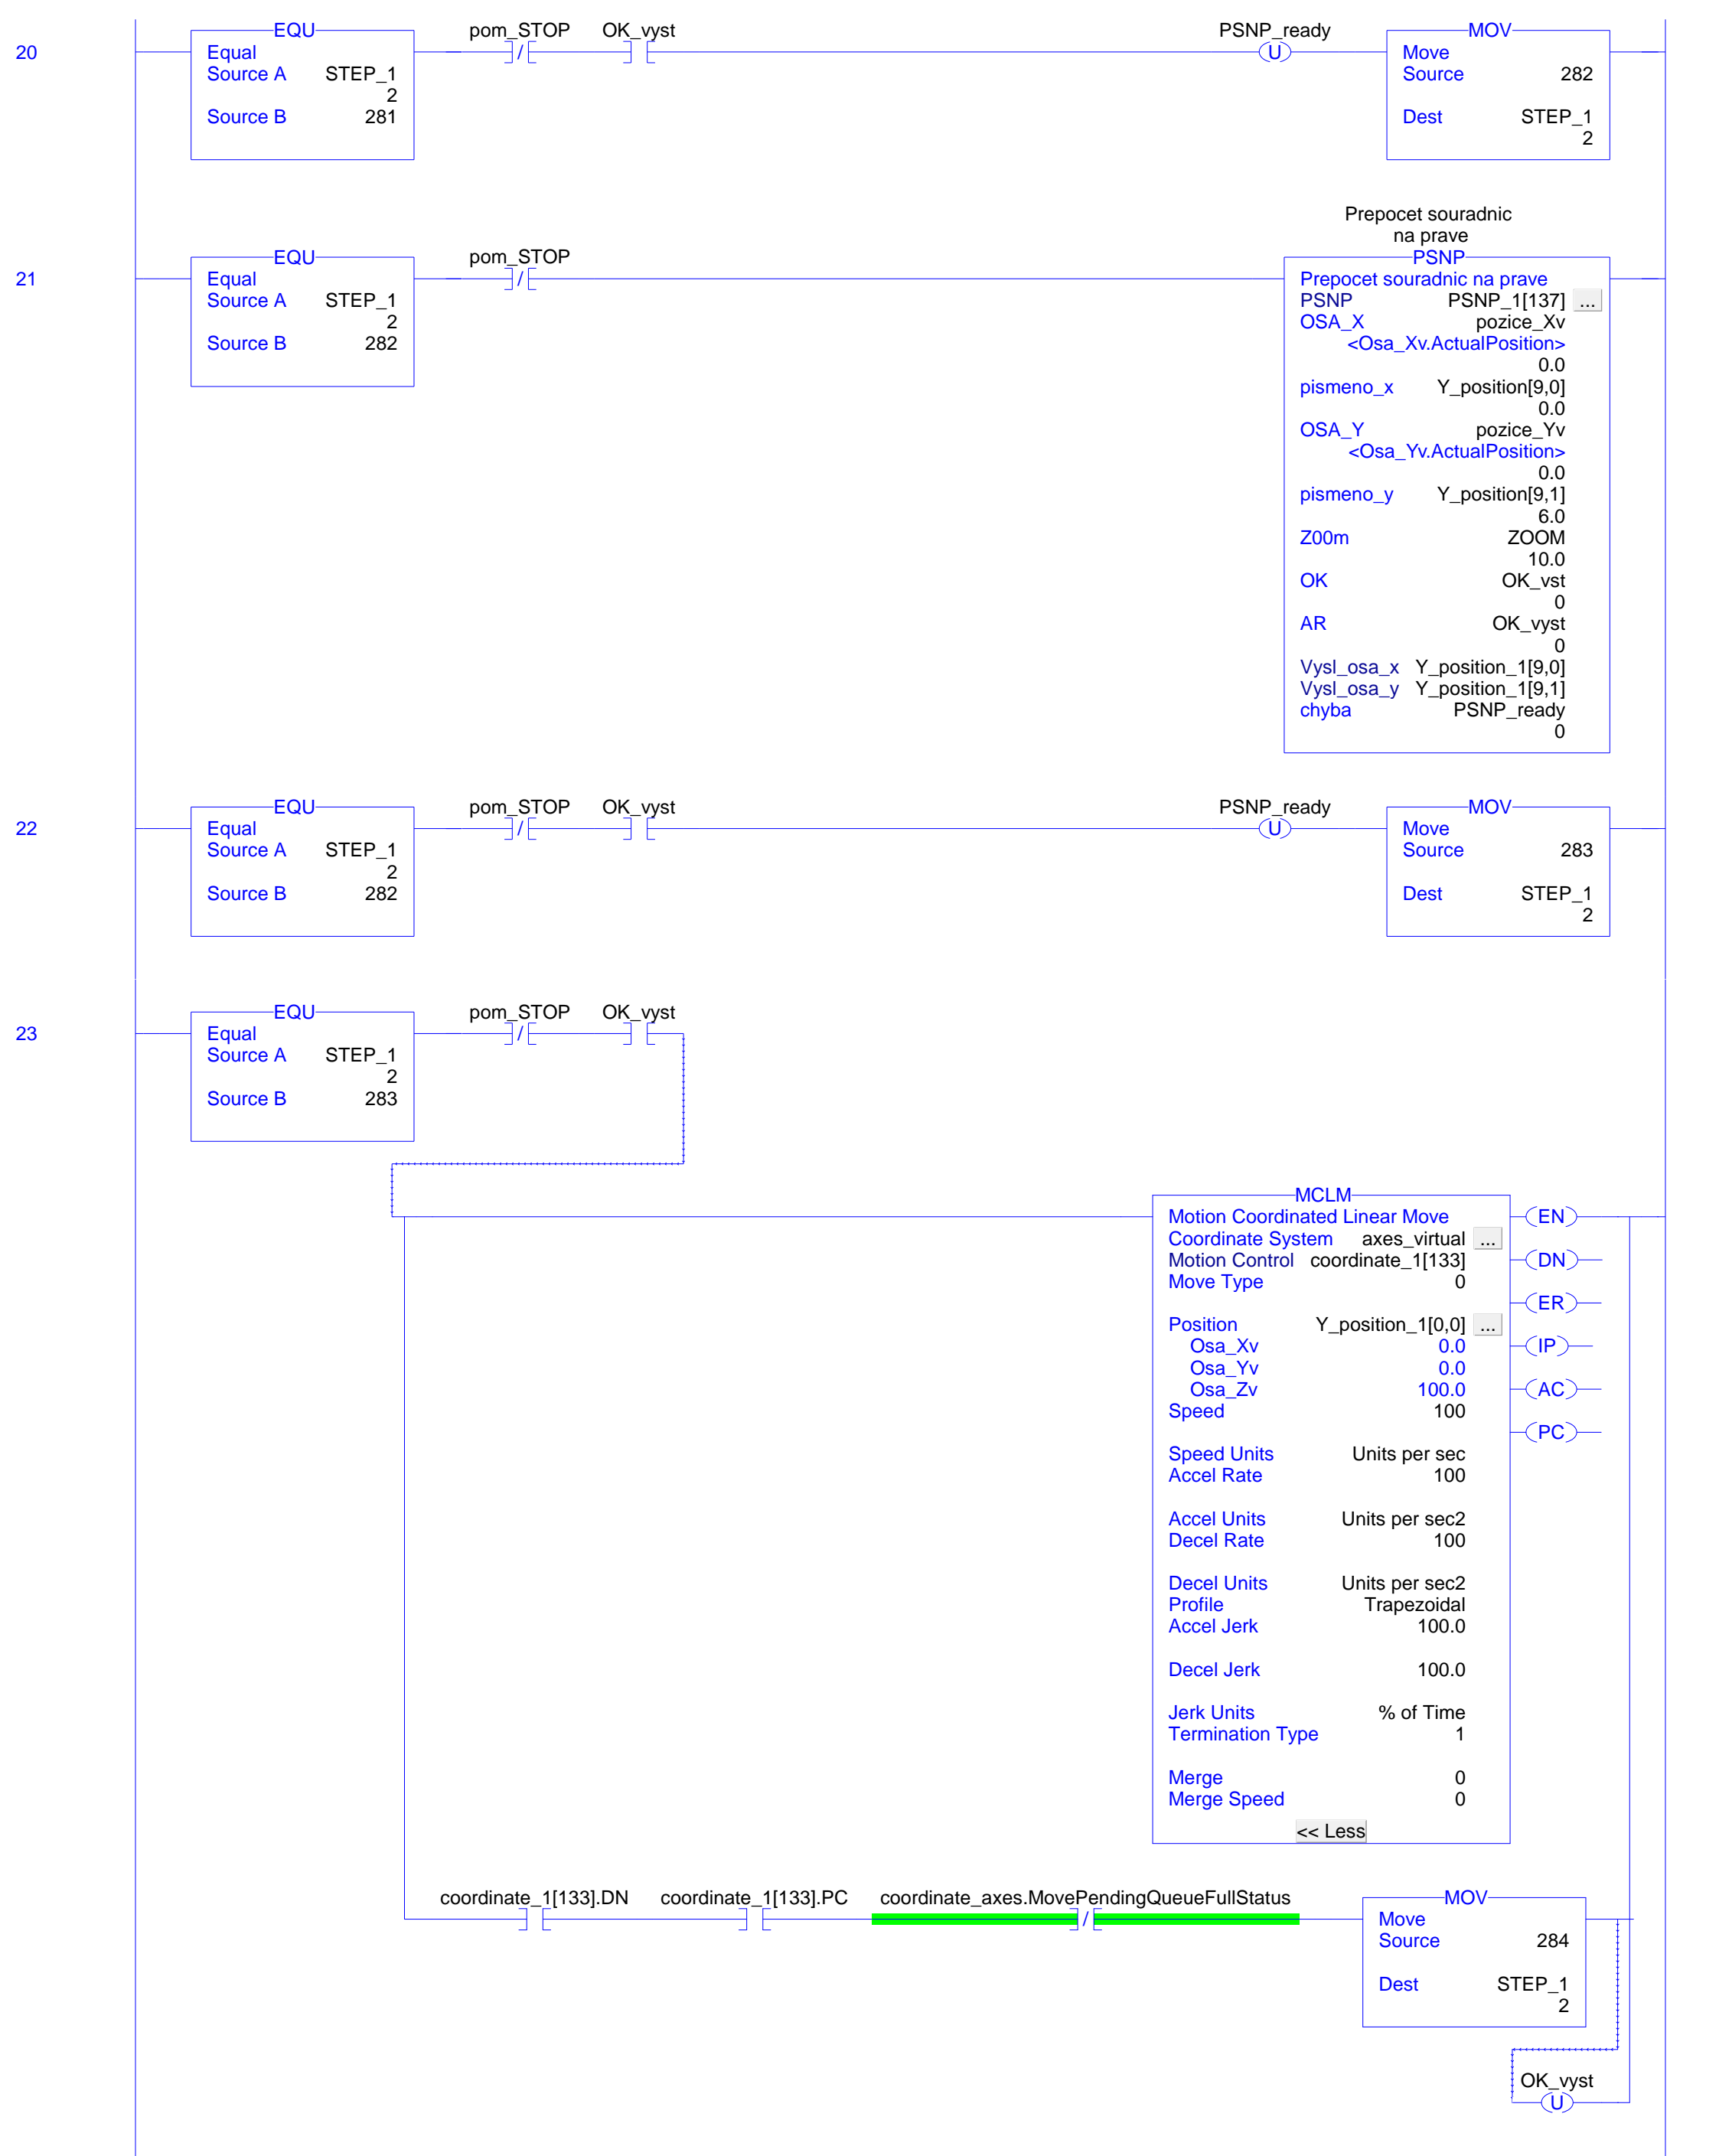 20
EQU
Equal
Source A STEP_1
2
Source B 281
pom_STOP
/
OK_vyst
PSNP_ready
U
MOV
Move
Source 282
Dest STEP_1
2
21
EQU
Equal
Source A STEP_1
2
Source B 282
pom_STOP
/
Prepocet souradnic
na prave
PSNP
Prepocet souradnic na prave
PSNP PSNP_1[137] ...
OSA_X pozice_Xv
<Osa_Xv.ActualPosition>
0.0
pismeno_x Y_position[9,0]
0.0
OSA_Y pozice_Yv
<Osa_Yv.ActualPosition>
0.0
pismeno_y Y_position[9,1]
6.0
Z00m ZOOM
10.0
OK OK_vst
0
AR OK_vyst
0
Vysl_osa_x Y_position_1[9,0]
Vysl_osa_y Y_position_1[9,1]
chyba PSNP_ready
0
22
EQU
Equal
Source A STEP_1
2
Source B 282
pom_STOP
/
OK_vyst
PSNP_ready
U
MOV
Move
Source 283
Dest STEP_1
2
23
EQU
Equal
Source A STEP_1
2
Source B 283
pom_STOP
/
OK_vyst
MCLM
Motion Coordinated Linear Move
Coordinate System axes_virtual ...
Motion Control coordinate_1[133]
Move Type 0
Position Y_position_1[0,0] ...
Osa_Xv 0.0
Osa_Yv 0.0
Osa_Zv 100.0
Speed 100
Speed Units Units per sec
Accel Rate 100
Accel Units Units per sec2
Decel Rate 100
Decel Units Units per sec2
Profile Trapezoidal
Accel Jerk 100.0
Decel Jerk 100.0
Jerk Units % of Time
Termination Type 1
Merge 0
Merge Speed 0
<< Less
EN
DN
ER
IP
AC
PC
coordinate_1[133].DN
coordinate_1[133].PC
coordinate_axes.MovePendingQueueFullStatus
/
MOV
Move
Source 284
Dest STEP_1
2
OK_vyst
U